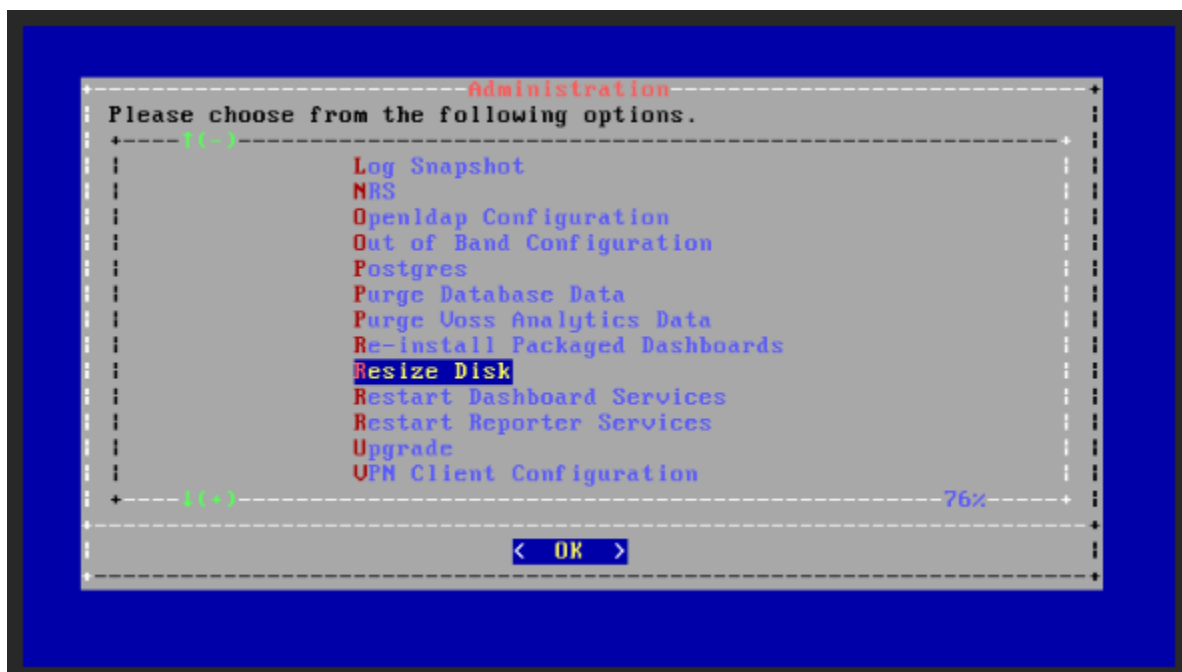 Administration
Please choose from the following options.
↑(-)
Log Snapshot
NRS
Openldap Configuration
Out of Band Configuration
Postgres
Purge Database Data
Purge Voss Analytics Data
Re-install Packaged Dashboards
Resize Disk
Restart Dashboard Services
Restart Reporter Services
Upgrade
VPN Client Configuration
↓(+) 76%
< OK >